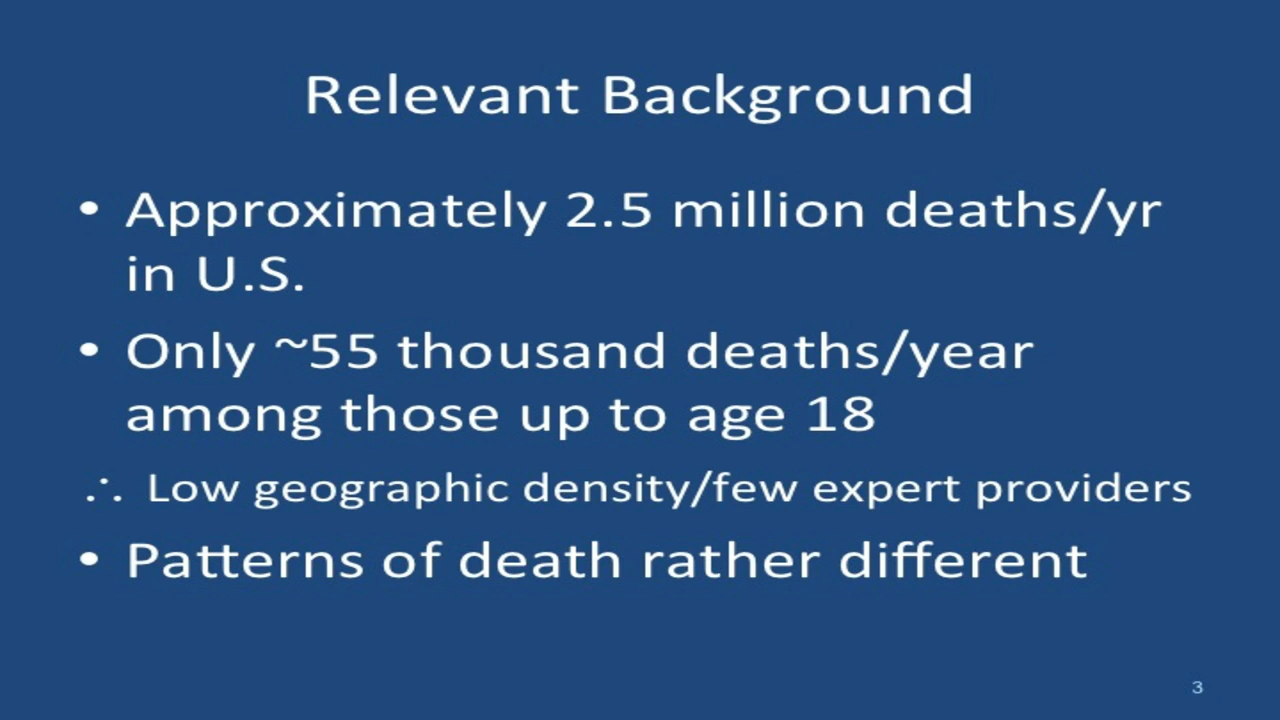 Relevant Background
• Approximately 2.5 million deaths/yr
in U.S.
• Only ~55 thousand deaths/year
among those up to age 18
∴ Low geographic density/few expert providers
• Patterns of death rather different
3